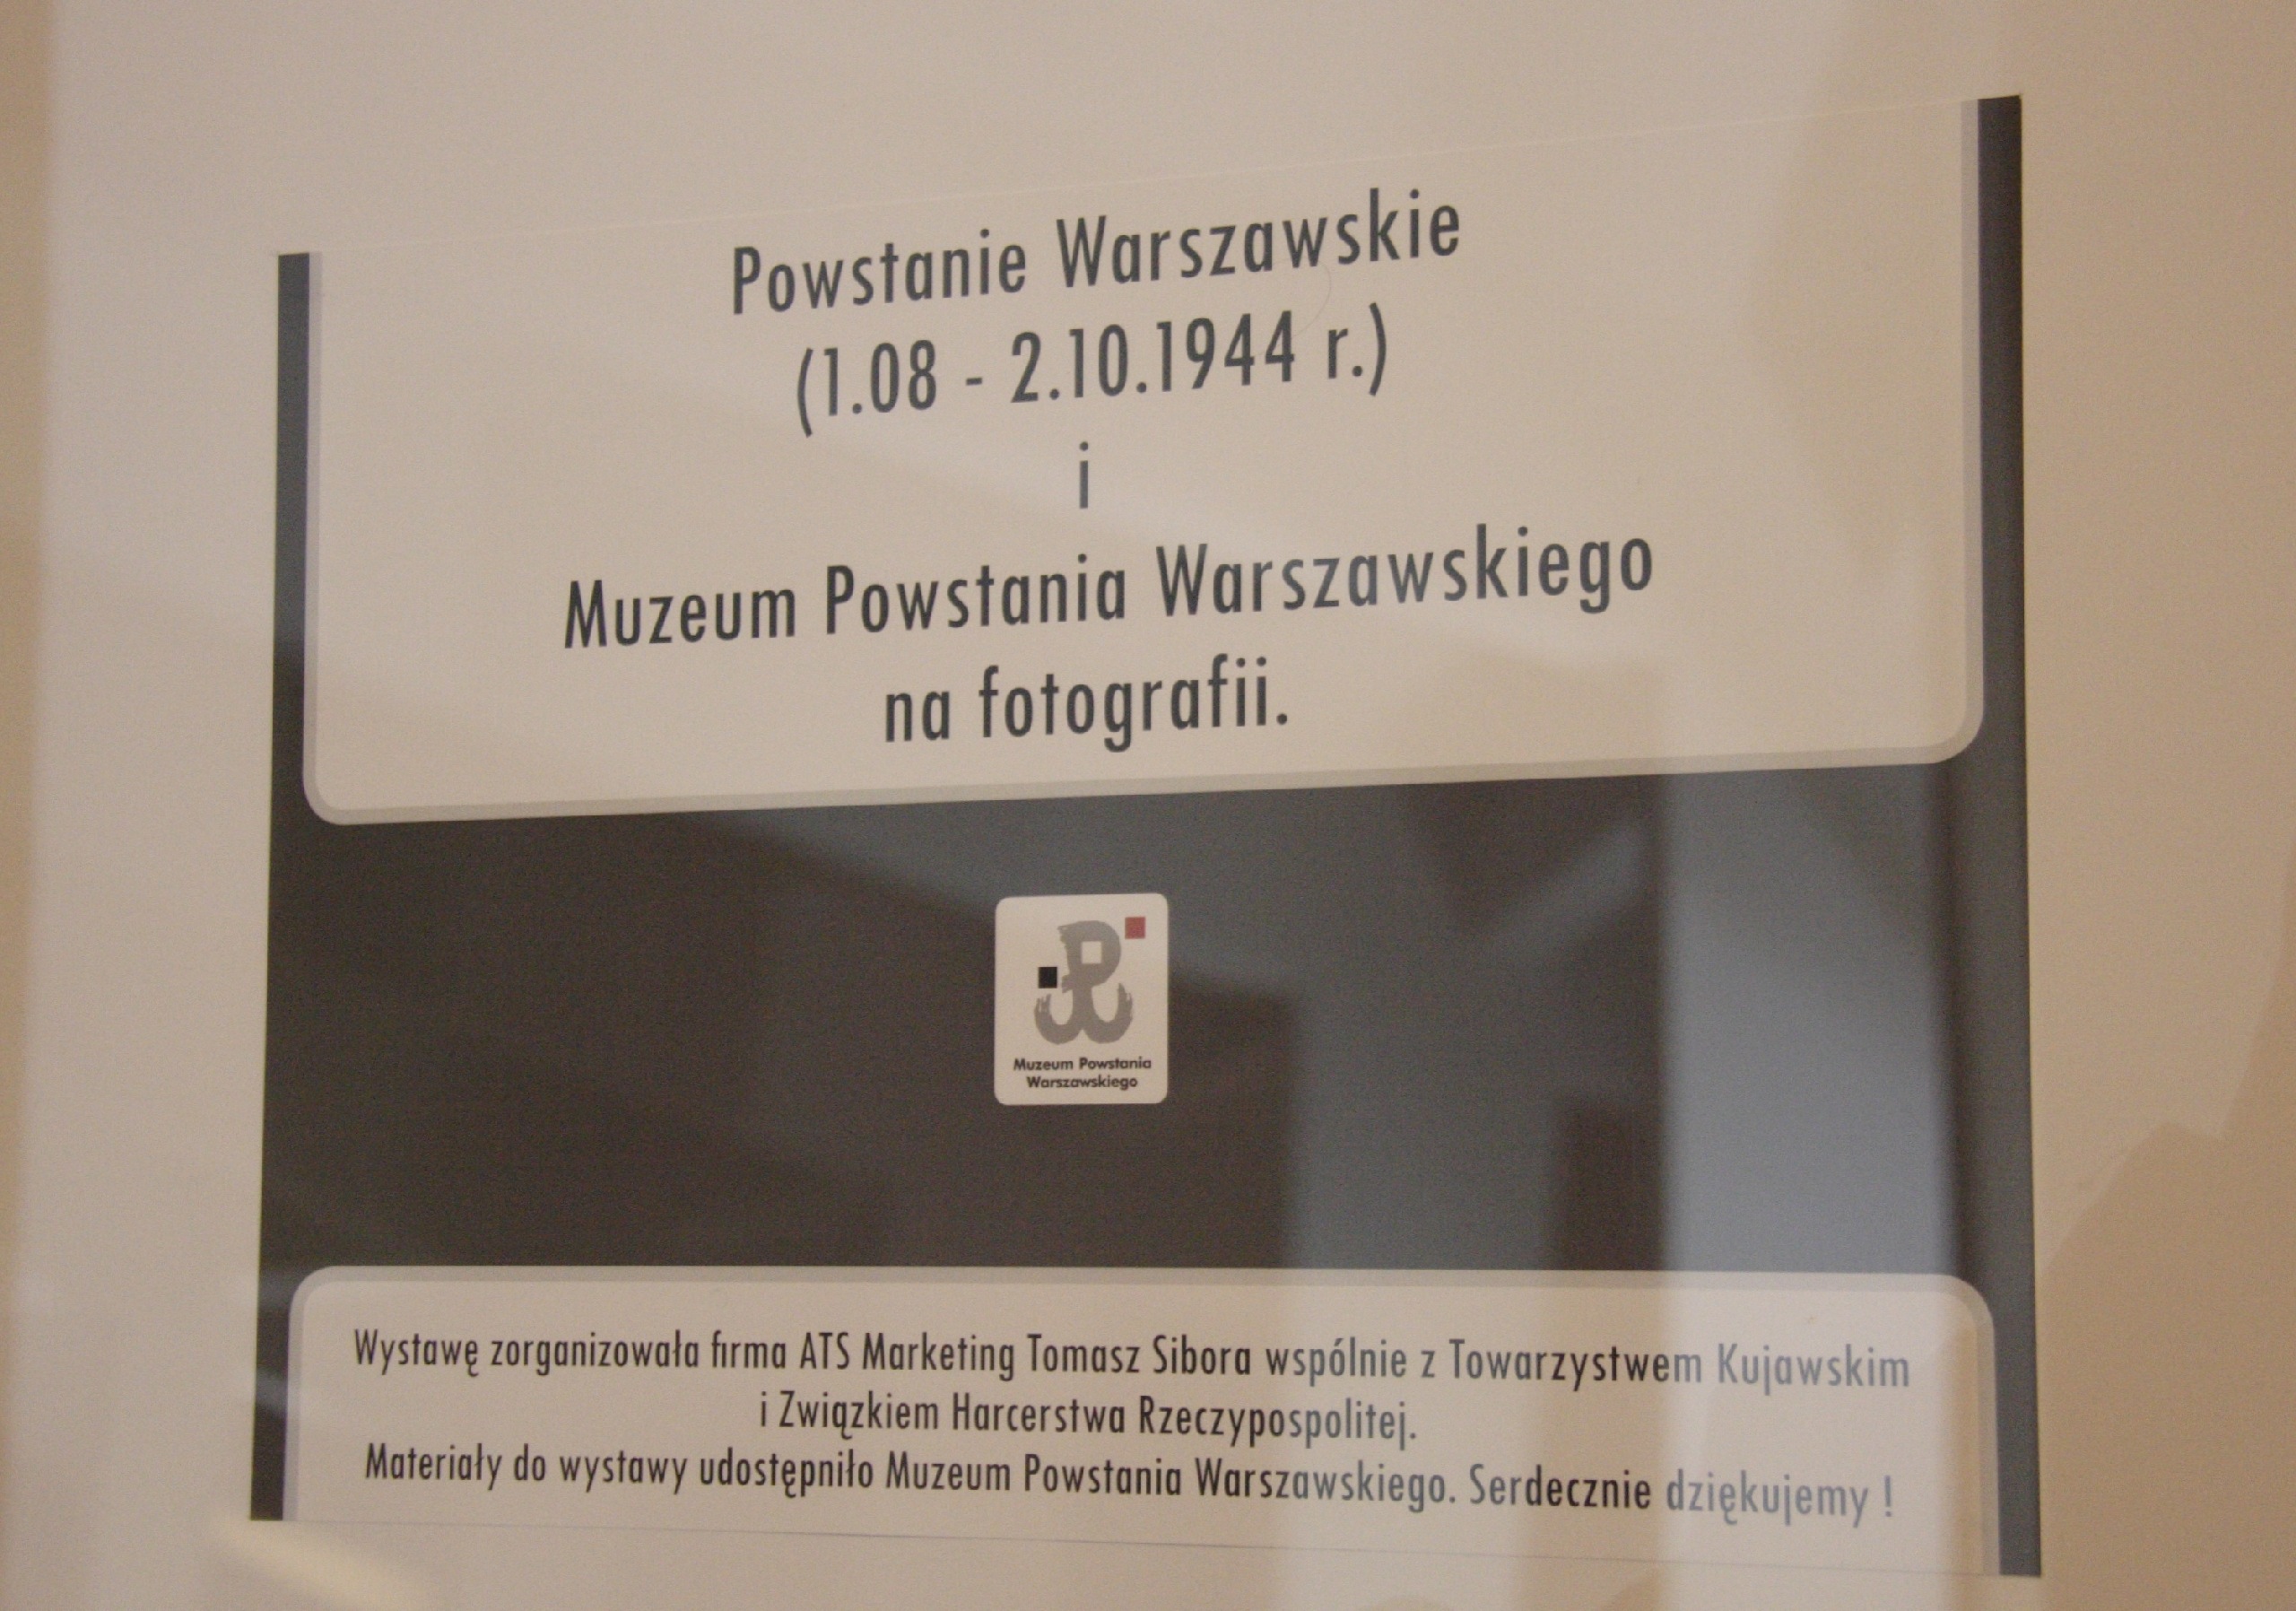 Powstanie Warszawskie
(1.08 - 2.10.1944 r.)
i
Muzeum Powstania Warszawskiego
na fotografii.
Muzeum Powstania
Warszawskiego
Wystawę zorganizowała firma ATS Marketing Tomasz Sibora wspólnie z Towarzystwem Kujawskim
i Związkiem Harcerstwa Rzeczypospolitej.
Materiały do wystawy udostępniło Muzeum Powstania Warszawskiego. Serdecznie dziękujemy !